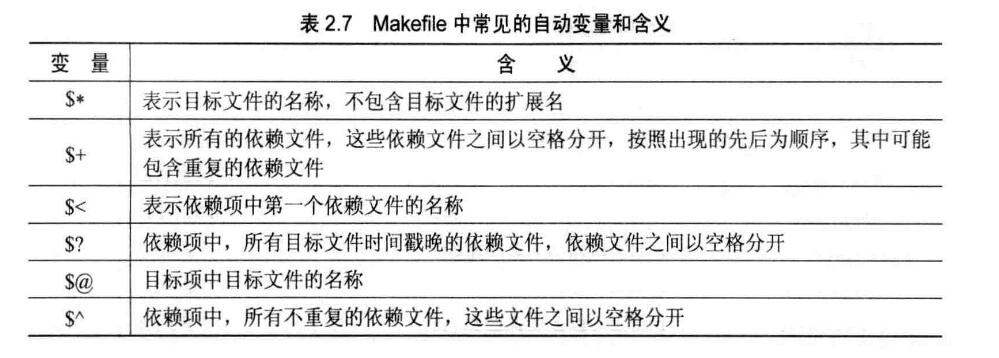 表 2.7 Makefile 中常见的自动变量和含义
变 量 含 义
$* 表示目标文件的名称，不包含目标文件的扩展名
$+ 表示所有的依赖文件，这些依赖文件之间以空格分开，按照出现的先后为顺序，其中可能
包含重复的依赖文件
$< 表示依赖项中第一个依赖文件的名称
$? 依赖项中，所有目标文件时间戳晚的依赖文件，依赖文件之间以空格分开
$@ 目标项中目标文件的名称
$^ 依赖项中，所有不重复的依赖文件，这些文件之间以空格分开